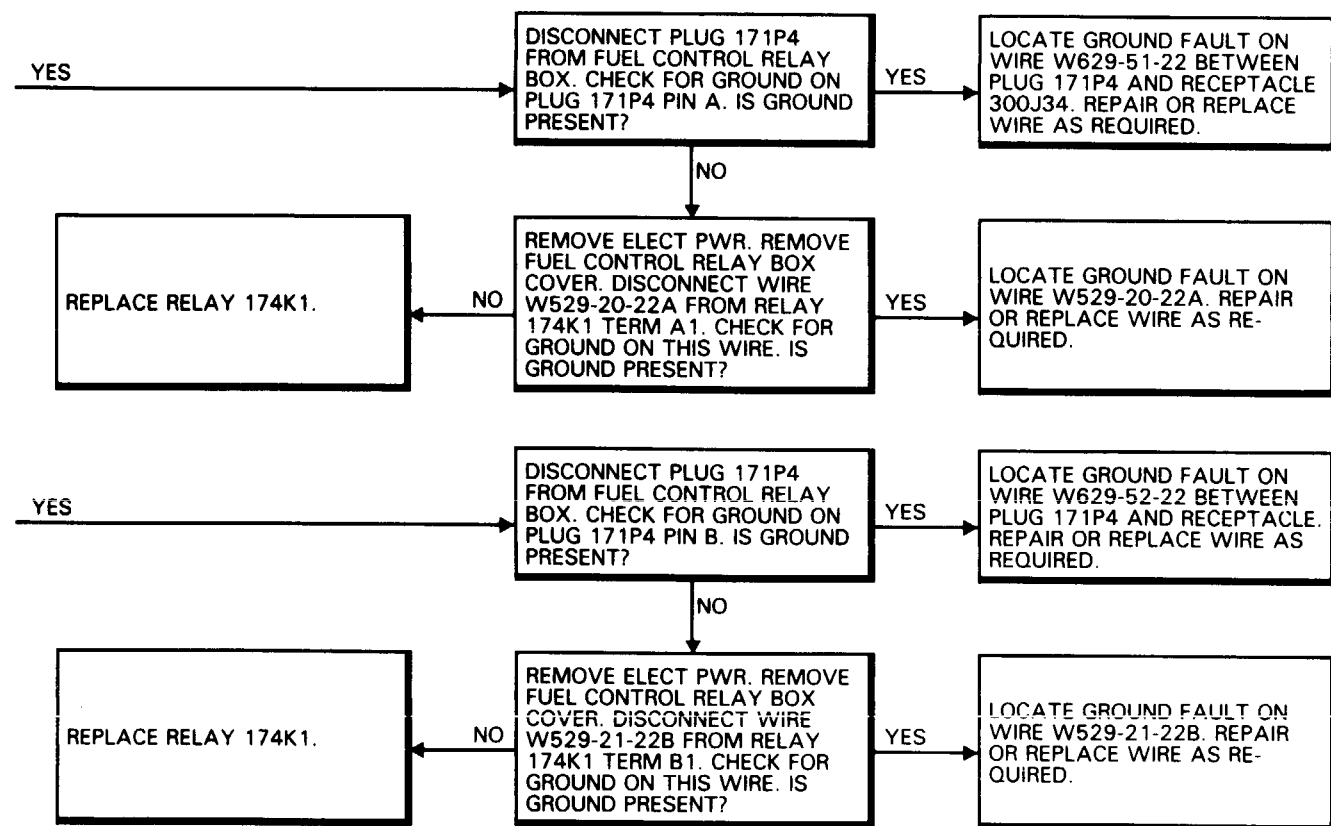 YES
DISCONNECT PLUG 171P4
FROM FUEL CONTROL RELAY
BOX. CHECK FOR GROUND ON
PLUG 171P4 PIN A. IS GROUND
PRESENT?
YES
LOCATE GROUND FAULT ON
WIRE W629-51-22 BETWEEN
PLUG 171P4 AND RECEPTACLE
300J34. REPAIR OR REPLACE
WIRE AS REQUIRED.
NO
REPLACE RELAY 174K1.
NO
REMOVE ELECT PWR. REMOVE
FUEL CONTROL RELAY BOX
COVER. DISCONNECT WIRE
W529-20-22A FROM RELAY
174K1 TERM A1. CHECK FOR
GROUND ON THIS WIRE. IS
GROUND PRESENT?
YES
LOCATE GROUND FAULT ON
WIRE W529-20-22A. REPAIR
OR REPLACE WIRE AS RE-
QUIRED.
YES
DISCONNECT PLUG 171P4
FROM FUEL CONTROL RELAY
BOX. CHECK FOR GROUND ON
PLUG 171P4 PIN B. IS GROUND
PRESENT?
YES
LOCATE GROUND FAULT ON
WIRE W629-52-22 BETWEEN
PLUG 171P4 AND RECEPTACLE.
REPAIR OR REPLACE WIRE AS
REQUIRED.
NO
REPLACE RELAY 174K1.
NO
REMOVE ELECT PWR. REMOVE
FUEL CONTROL RELAY BOX
COVER. DISCONNECT WIRE
W529-21-22B FROM RELAY
174K1 TERM B1. CHECK FOR
GROUND ON THIS WIRE. IS
GROUND PRESENT?
YES
LOCATE GROUND FAULT ON
WIRE W529-21-22B. REPAIR
OR REPLACE WIRE AS RE-
QUIRED.